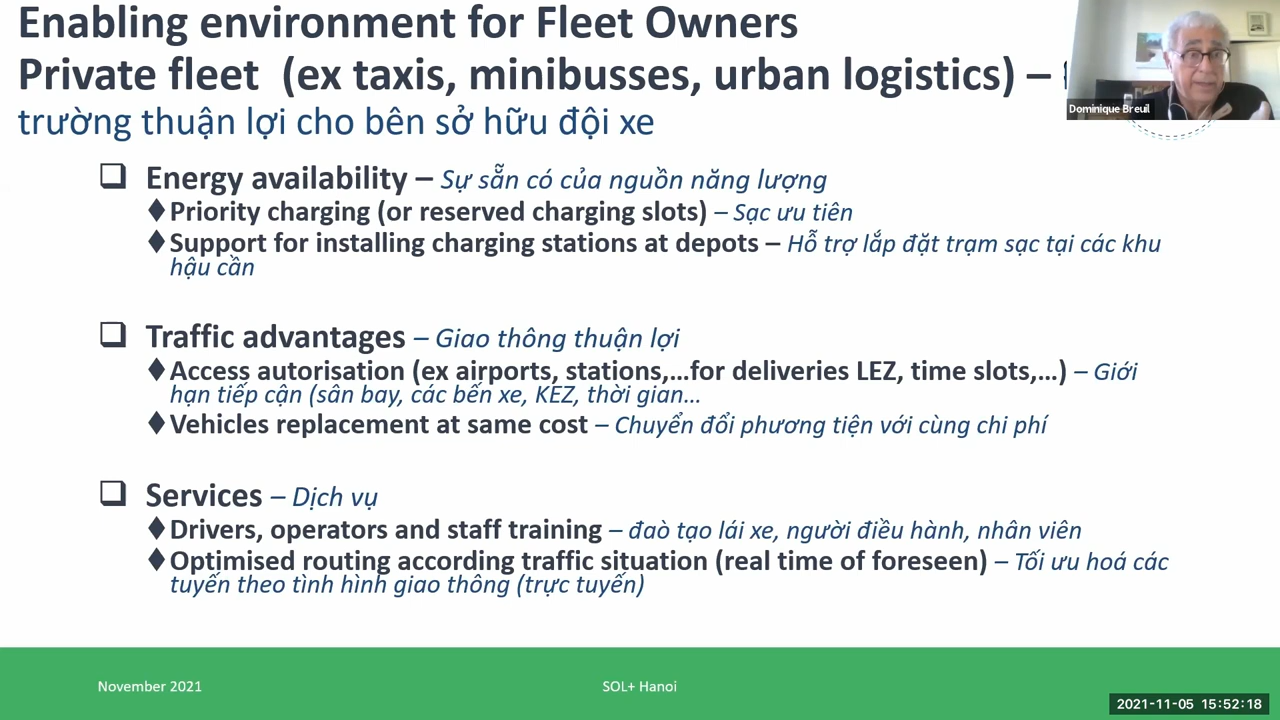 Enabling environment for Fleet Owners
Private fleet (ex taxis, minibusses, urban logistics) –
trường thuận lợi cho bên sở hữu đội xe
Dominique Breuil
❑ Energy availability – Sự sẵn có của nguồn năng lượng
♦Priority charging (or reserved charging slots) – Sạc ưu tiên
♦Support for installing charging stations at depots – Hỗ trợ lắp đặt trạm sạc tại các khu
hậu cần
❑ Traffic advantages – Giao thông thuận lợi
♦Access autorisation (ex airports, stations,...for deliveries LEZ, time slots,...) – Giới
hạn tiếp cận (sân bay, các bến xe, KEZ, thời gian...
♦Vehicles replacement at same cost – Chuyển đổi phương tiện với cùng chi phí
❑ Services – Dịch vụ
♦Drivers, operators and staff training – đaò tạo lái xe, người điều hành, nhân viên
♦Optimised routing according traffic situation (real time of foreseen) – Tối ưu hoá các
tuyến theo tình hình giao thông (trực tuyến)
November 2021
SOL+ Hanoi
2021-11-05 15:52:18